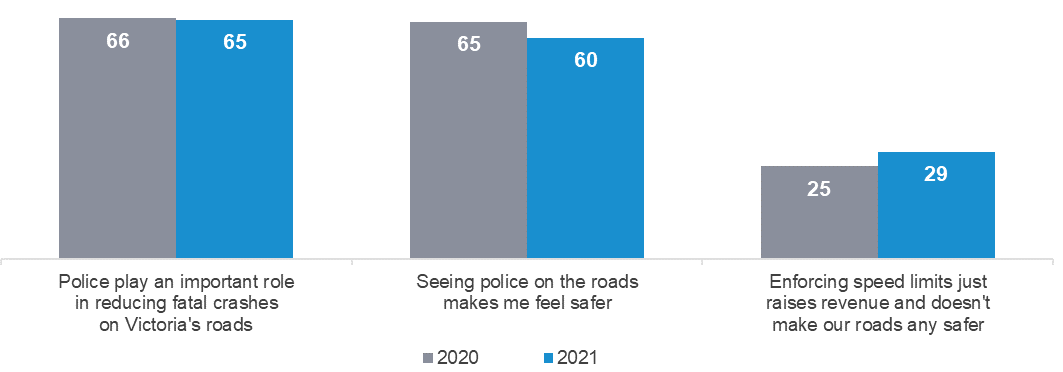 66
65
65
60
25
29
Police play an important role
in reducing fatal crashes
on Victoria's roads
Seeing police on the roads
makes me feel safer
Enforcing speed limits just
raises revenue and doesn't
make our roads any safer
2020
2021